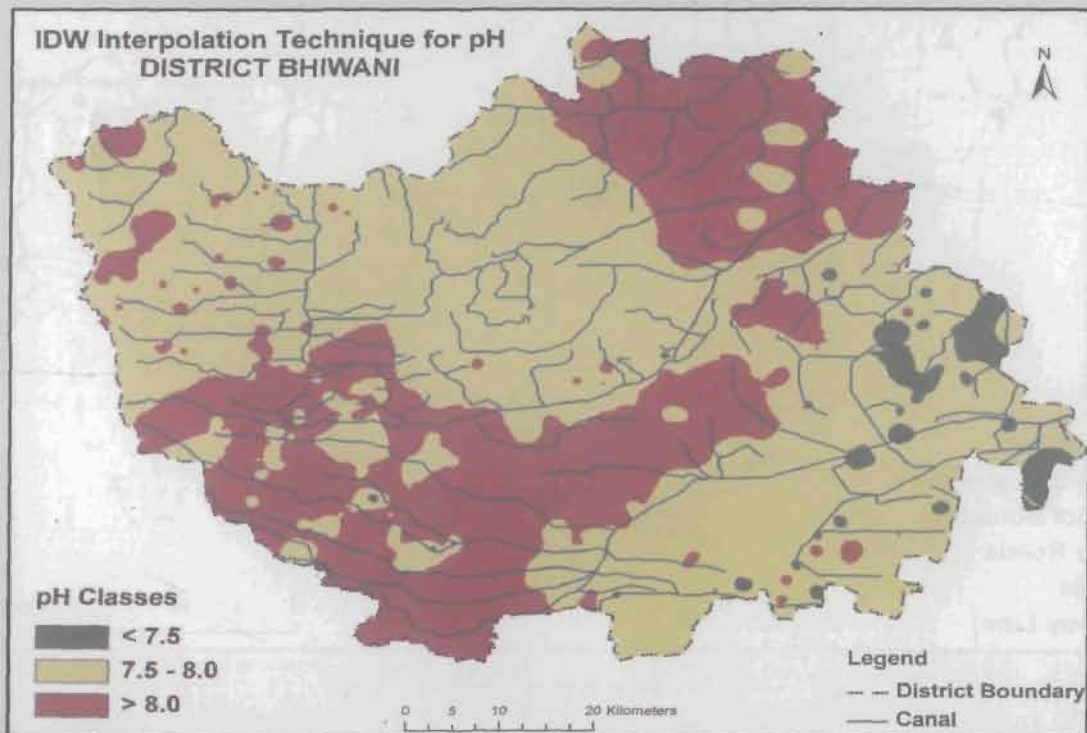 IDW Interpolation Technique for pH
DISTRICT BHIWANI
N
pH Classes
< 7.5
7.5 - 8.0
> 8.0
0 5 10 20 Kilometers
Legend
District Boundary
Canal